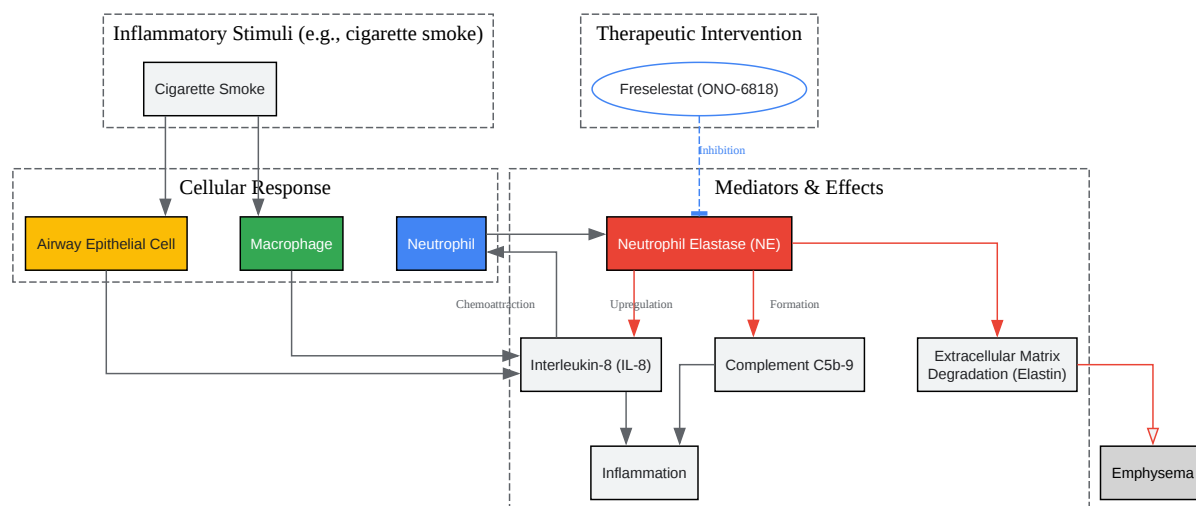 Inflammatory Stimuli (e.g., cigarette smoke)
Therapeutic Intervention
Cigarette Smoke
Freselestat (ONO-6818)
Inhibition
Cellular Response
Mediators & Effects
Airway Epithelial Cell
Macrophage
Neutrophil
Neutrophil Elastase (NE)
Chemoattraction
Upregulation
Formation
Interleukin-8 (IL-8)
Complement C5b-9
Extracellular Matrix
Degradation (Elastin)
Inflammation
Emphysema